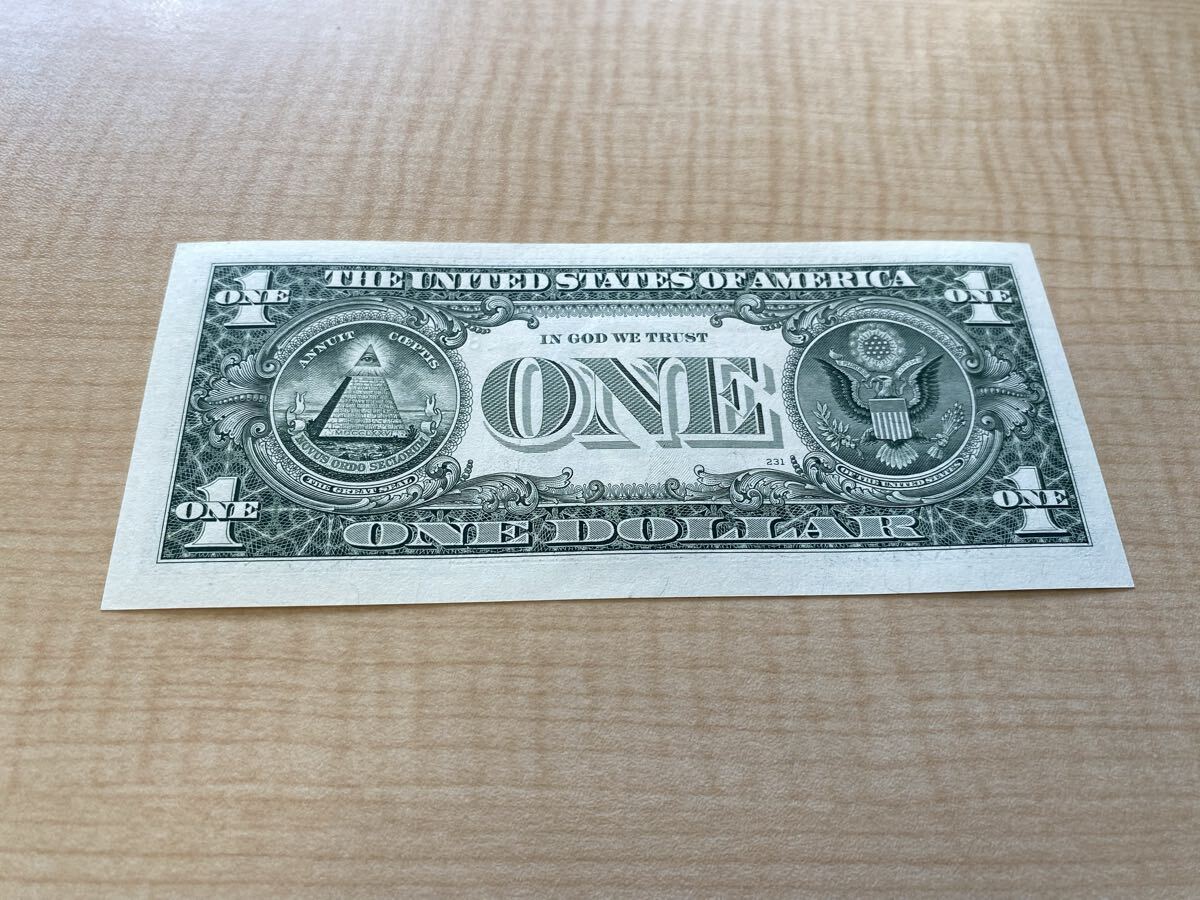 THE UNITED STATES OF AMERICA
1
ONE
1
ONE
ANNUIT CŒPTIS
IN GOD WE TRUST
ONE
NOVUS ORDO SECLORUM
THE GREAT SEAL
231
OF THE UNITED STATES
1
ONE
1
ONE
ONE DOLLAR